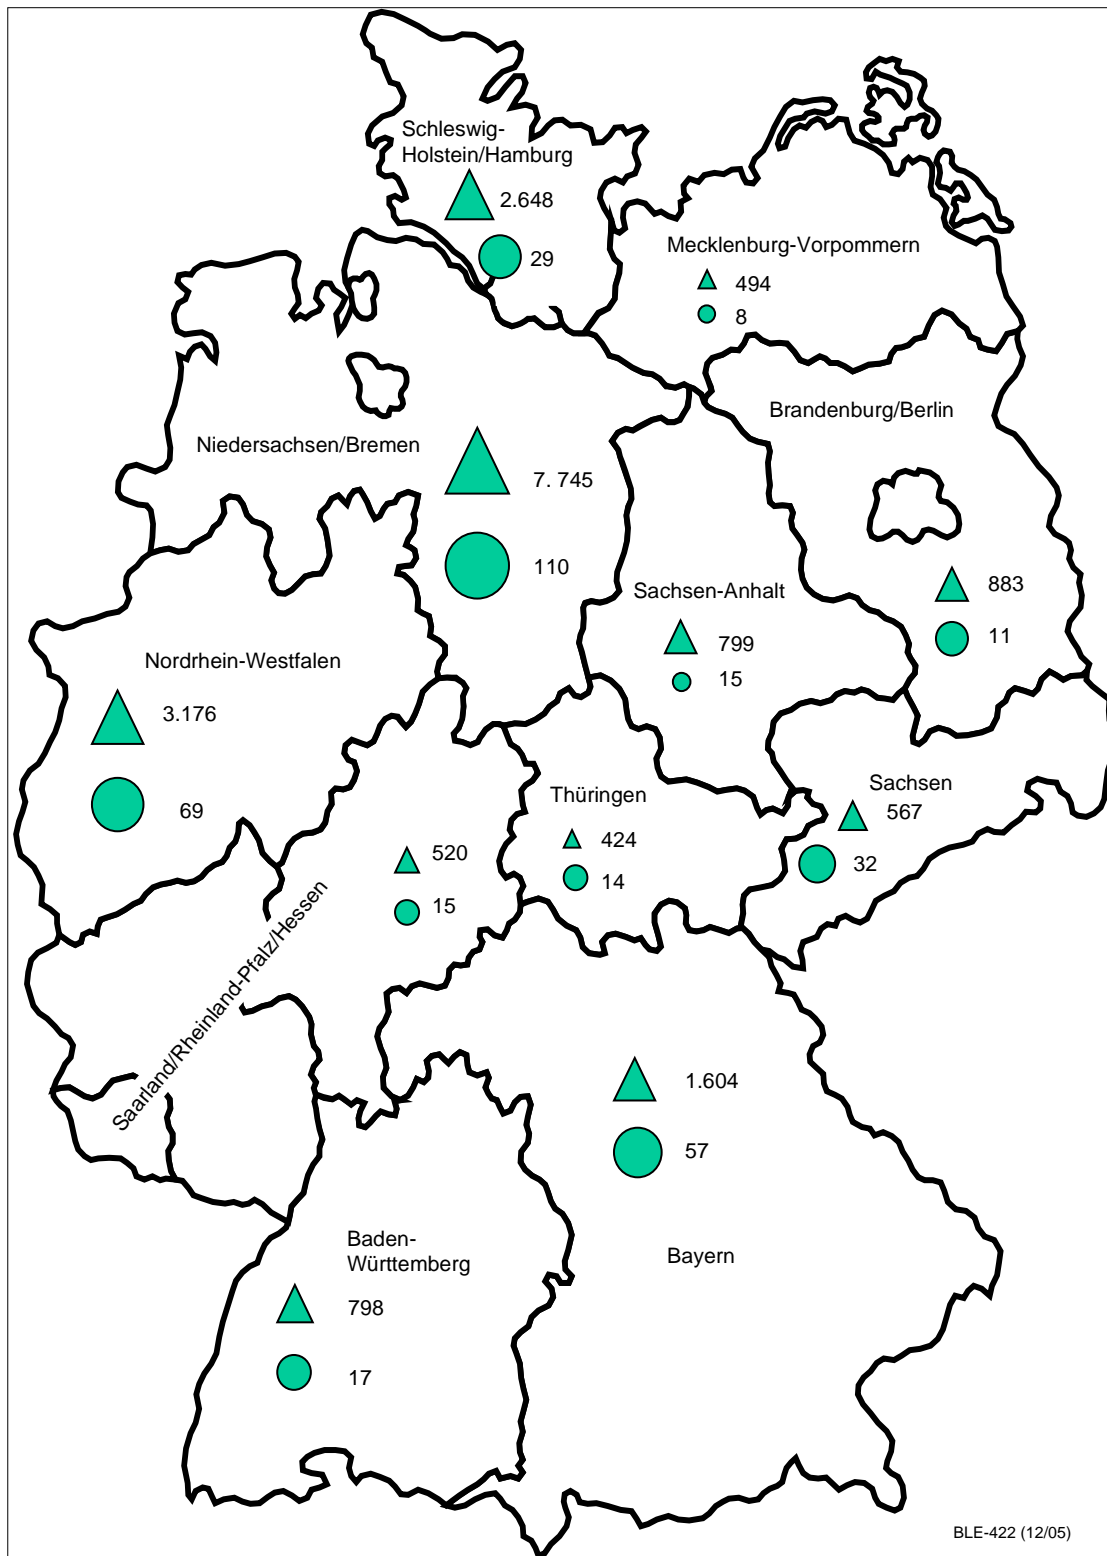 Schleswig-
Holstein/Hamburg
2.648
29
Mecklenburg-Vorpommern
494
8
Brandenburg/Berlin
883
11
Niedersachsen/Bremen
7. 745
110
Sachsen-Anhalt
799
15
Nordrhein-Westfalen
3.176
69
Sachsen
567
32
Thüringen
424
14
520
15
Saarland/Rheinland-Pfalz/Hessen
1.604
57
Bayern
Baden-
Württemberg
798
17
BLE-422 (12/05)